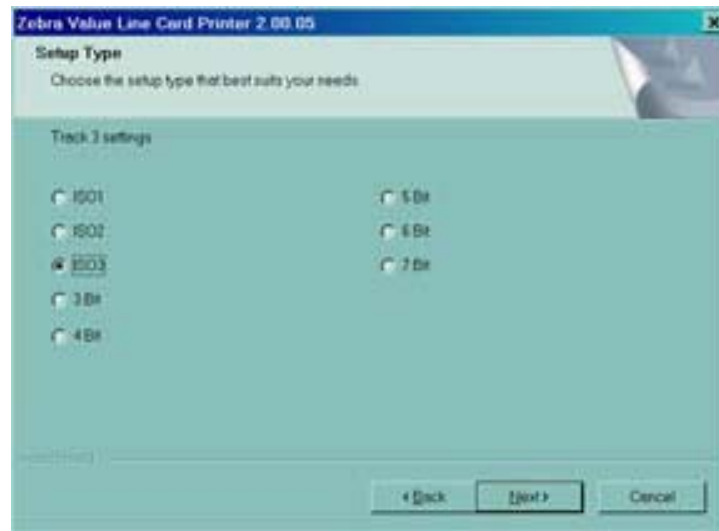 Zebra Value Line Card Printer 2.00.05
Setup Type
Choose the setup type that best suits your needs
Track 3 settings
ISO1
ISO2
ISO3
3 Bit
4 Bit
5 Bit
6 Bit
7 Bit
< Back
Next >
Cancel